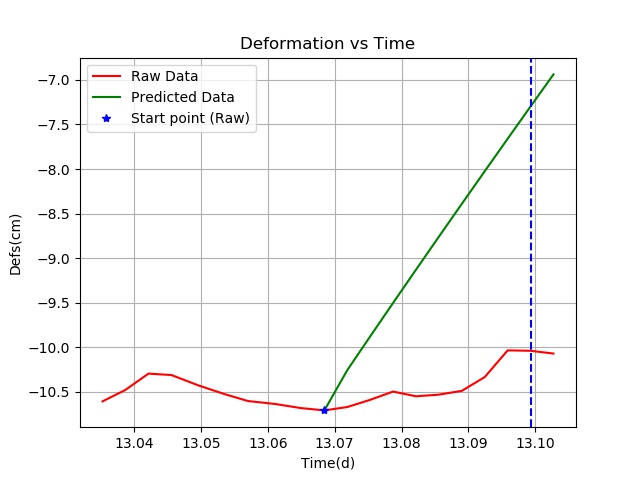 Deformation vs Time
Raw Data
Predicted Data
Start point (Raw)
Defs(cm)
−7.0
−7.5
−8.0
−8.5
−9.0
−9.5
−10.0
−10.5
13.04 13.05 13.06 13.07 13.08 13.09 13.10
Time(d)